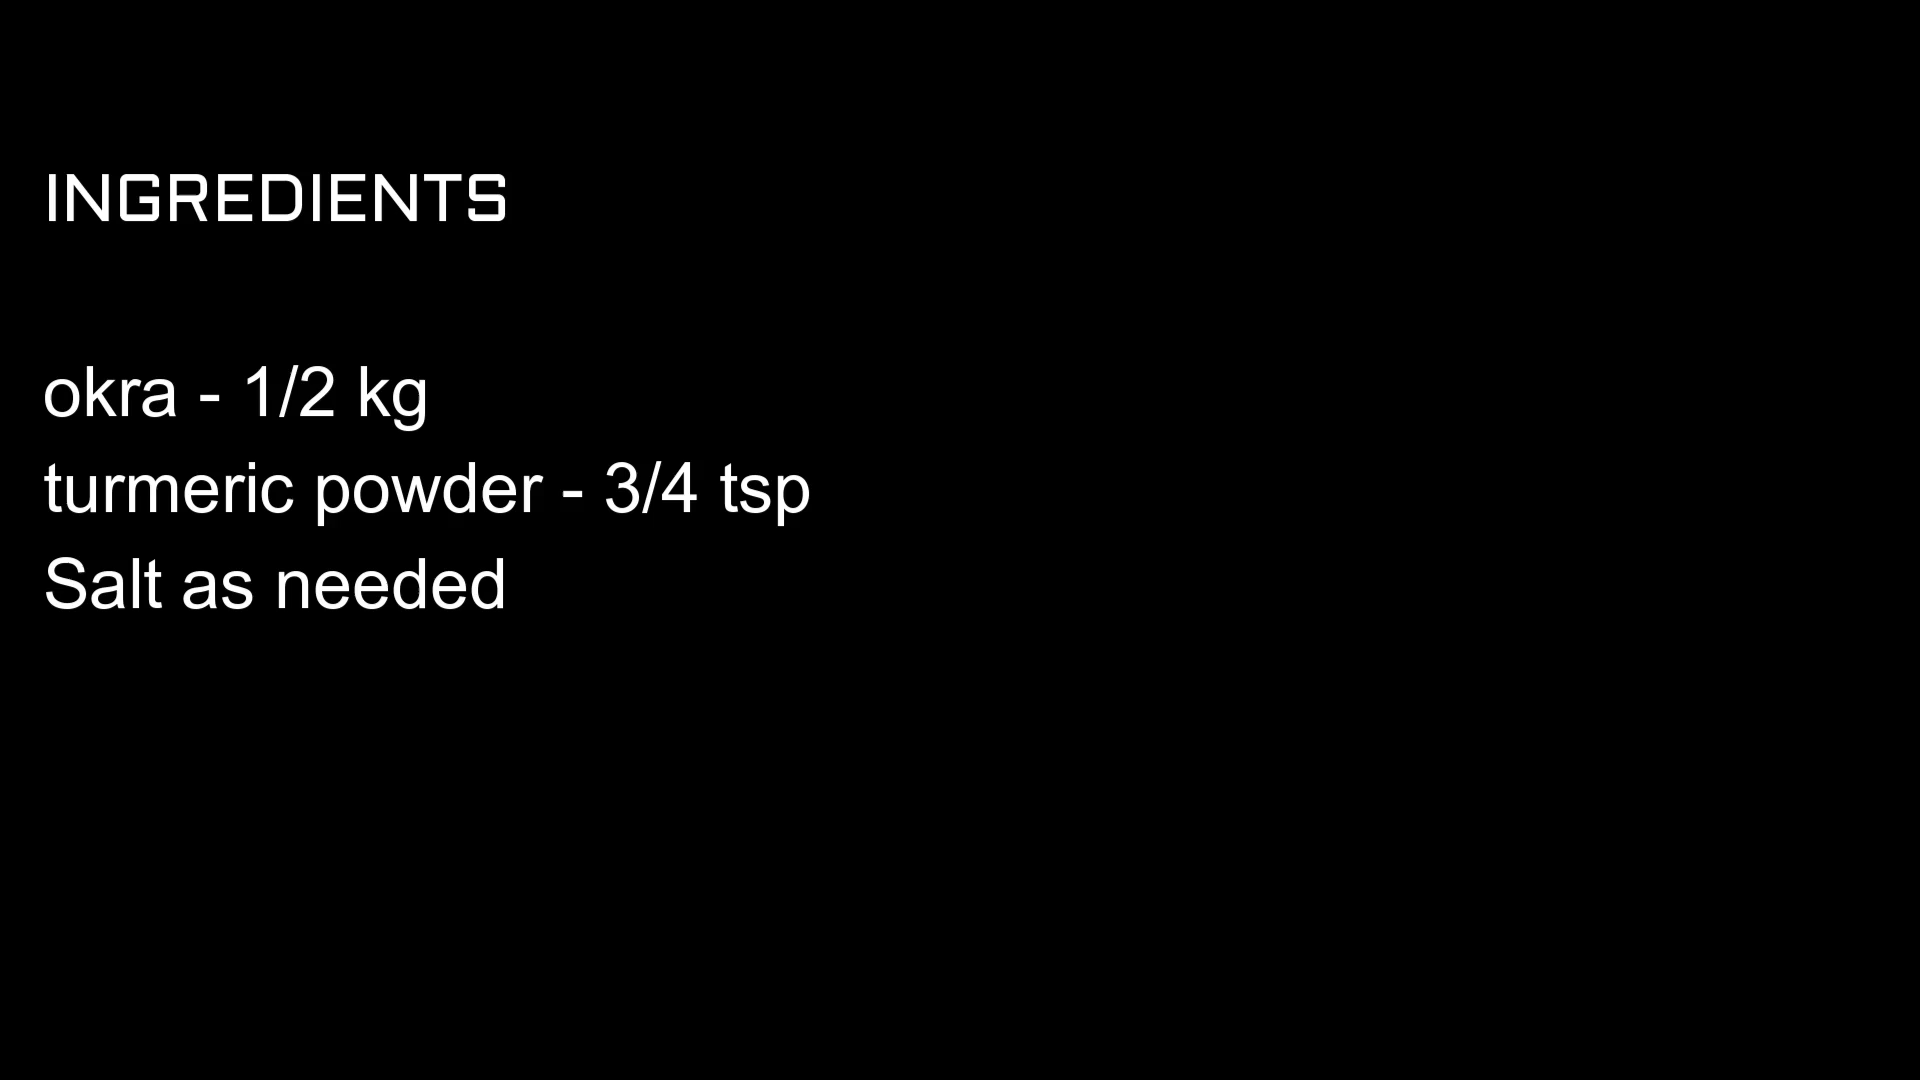 INGREDIENTS
okra - 1/2 kg
turmeric powder - 3/4 tsp
Salt as needed